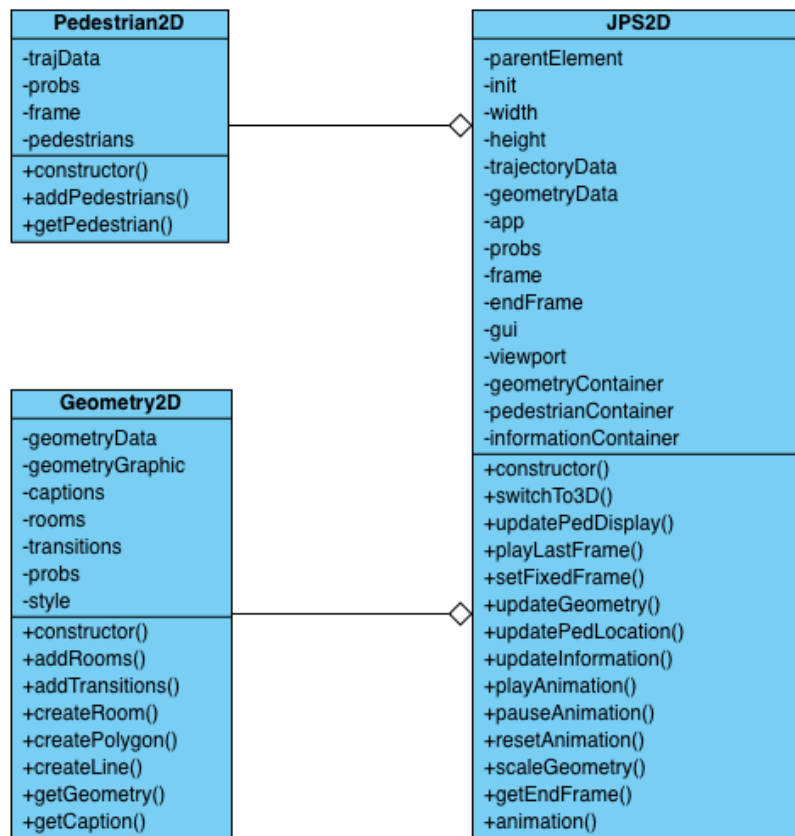 Pedestrian2D
-trajData
-probs
-frame
-pedestrians
+constructor()
+addPedestrians()
+getPedestrian()
JPS2D
-parentElement
-init
-width
-height
-trajectoryData
-geometryData
-app
-probs
-frame
-endFrame
-gui
-viewport
-geometryContainer
-pedestrianContainer
-informationContainer
+constructor()
+switchTo3D()
+updatePedDisplay()
+playLastFrame()
+setFixedFrame()
+updateGeometry()
+updatePedLocation()
+updateInformation()
+playAnimation()
+pauseAnimation()
+resetAnimation()
+scaleGeometry()
+getEndFrame()
+animation()
Geometry2D
-geometryData
-geometryGraphic
-captions
-rooms
-transitions
-probs
-style
+constructor()
+addRooms()
+addTransitions()
+createRoom()
+createPolygon()
+createLine()
+getGeometry()
+getCaption()